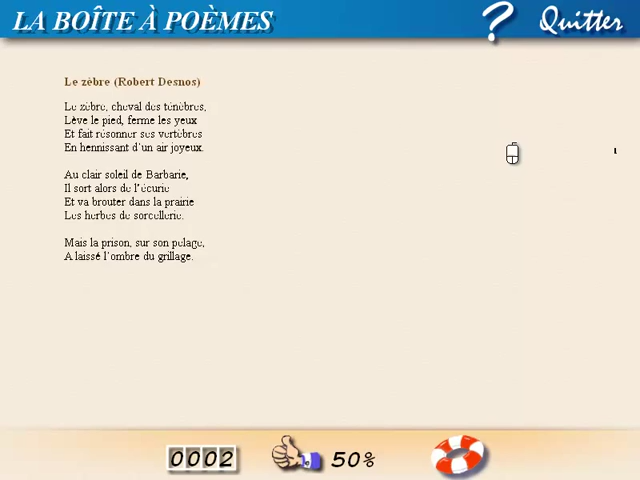 LA BOÎTE À POÈMES
? Quitter
Le zèbre (Robert Desnos)
Le zèbre, cheval des ténèbres,
Lève le pied, ferme les yeux
Et fait résonner ses vertèbres
En hennissant d'un air joyeux.
Au clair soleil de Barbarie,
Il sort alors de l'écurie
Et va brouter dans la prairie
Les herbes de sorcellerie.
Mais la prison, sur son pelage,
A laissé l'ombre du grillage.
1
0002
50%